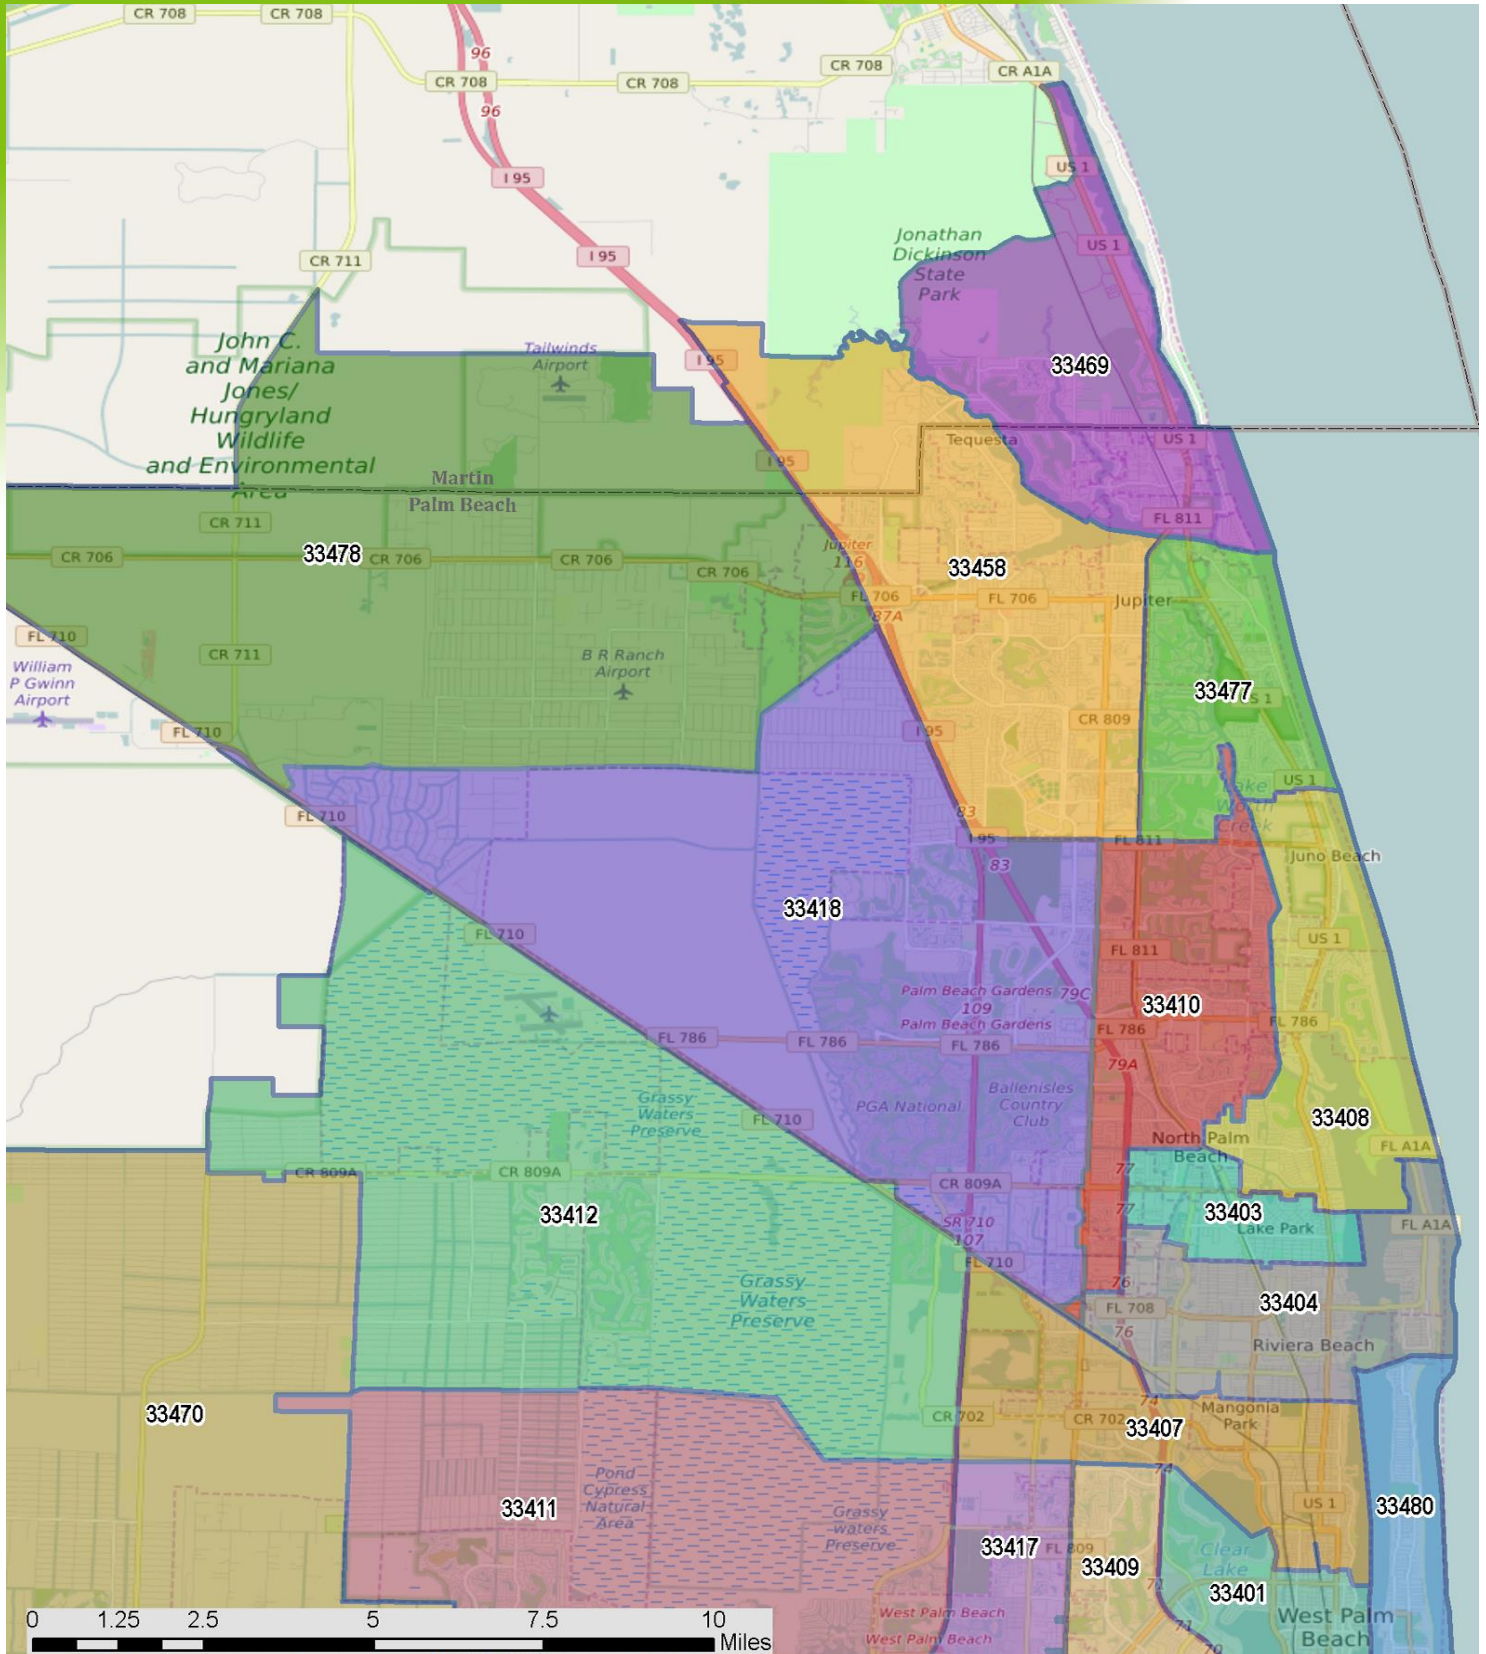 CR 708
CR 708
CR 708
CR 708
CR 708
CR A1A
96
96
I 95
US 1
Jonathan
Dickinson
State
Park
US 1
I 95
CR 711
John C.
and Mariana
Jones/
Hungryland
Wildlife
and Environmental
Area
Tailwinds
Airport
I 95
33469
Tequesta
US 1
I 95
Martin
Palm Beach
CR 711
FL 811
CR 706
33478
CR 706
CR 706
CR 706
Jupiter
116
33458
FL 706
87A
FL 706
Jupiter
FL 710
William
P Gwinn
Airport
CR 711
B R Ranch
Airport
33477
US 1
FL 710
I 95
CR 809
US 1
Lake
Worth
Creek
FL 710
83
I 95
83
FL 811
Juno Beach
33418
FL 710
FL 811
US 1
Palm Beach Gardens
109
Palm Beach Gardens
79C
33410
FL 786
FL 786
FL 786
FL 786
FL 786
79A
Grassy
Waters
Preserve
FL 710
PGA National
Ballenisles
Country
Club
33408
North Palm
Beach
FL A1A
CR 809A
CR 809A
CR 809A
77
77
33412
33403
Lake Park
FL A1A
SR 710
107
FL 710
Grassy
Waters
Preserve
76
FL 708
76
33404
Riviera Beach
33470
CR 702
CR 702
74
33407
Mangonia
Park
74
Pond
Cypress
Natural
Area
33411
Grassy
waters
Preserve
US 1
33480
33417
FL 809
33409
Clear
Lake
33401
71
71
70
West Palm Beach
West Palm Beach
West Palm
Beach
0 1.25 2.5 5 7.5 10
Miles